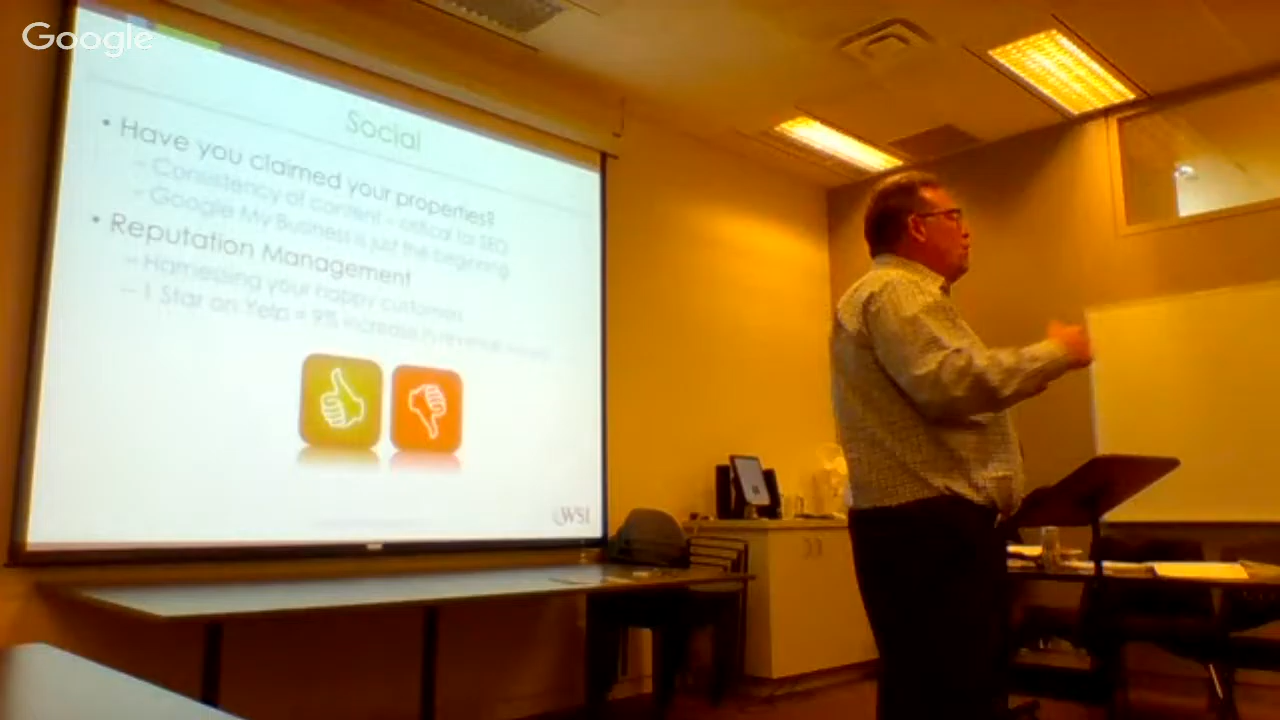 Google
Social
• Have you claimed your properties?
– Consistency of content – critical for SEO
– Google My Business is just the beginning
• Reputation Management
– Harnessing your happy customers
– 1 Star on Yelp = 9% increase in revenue
WSI